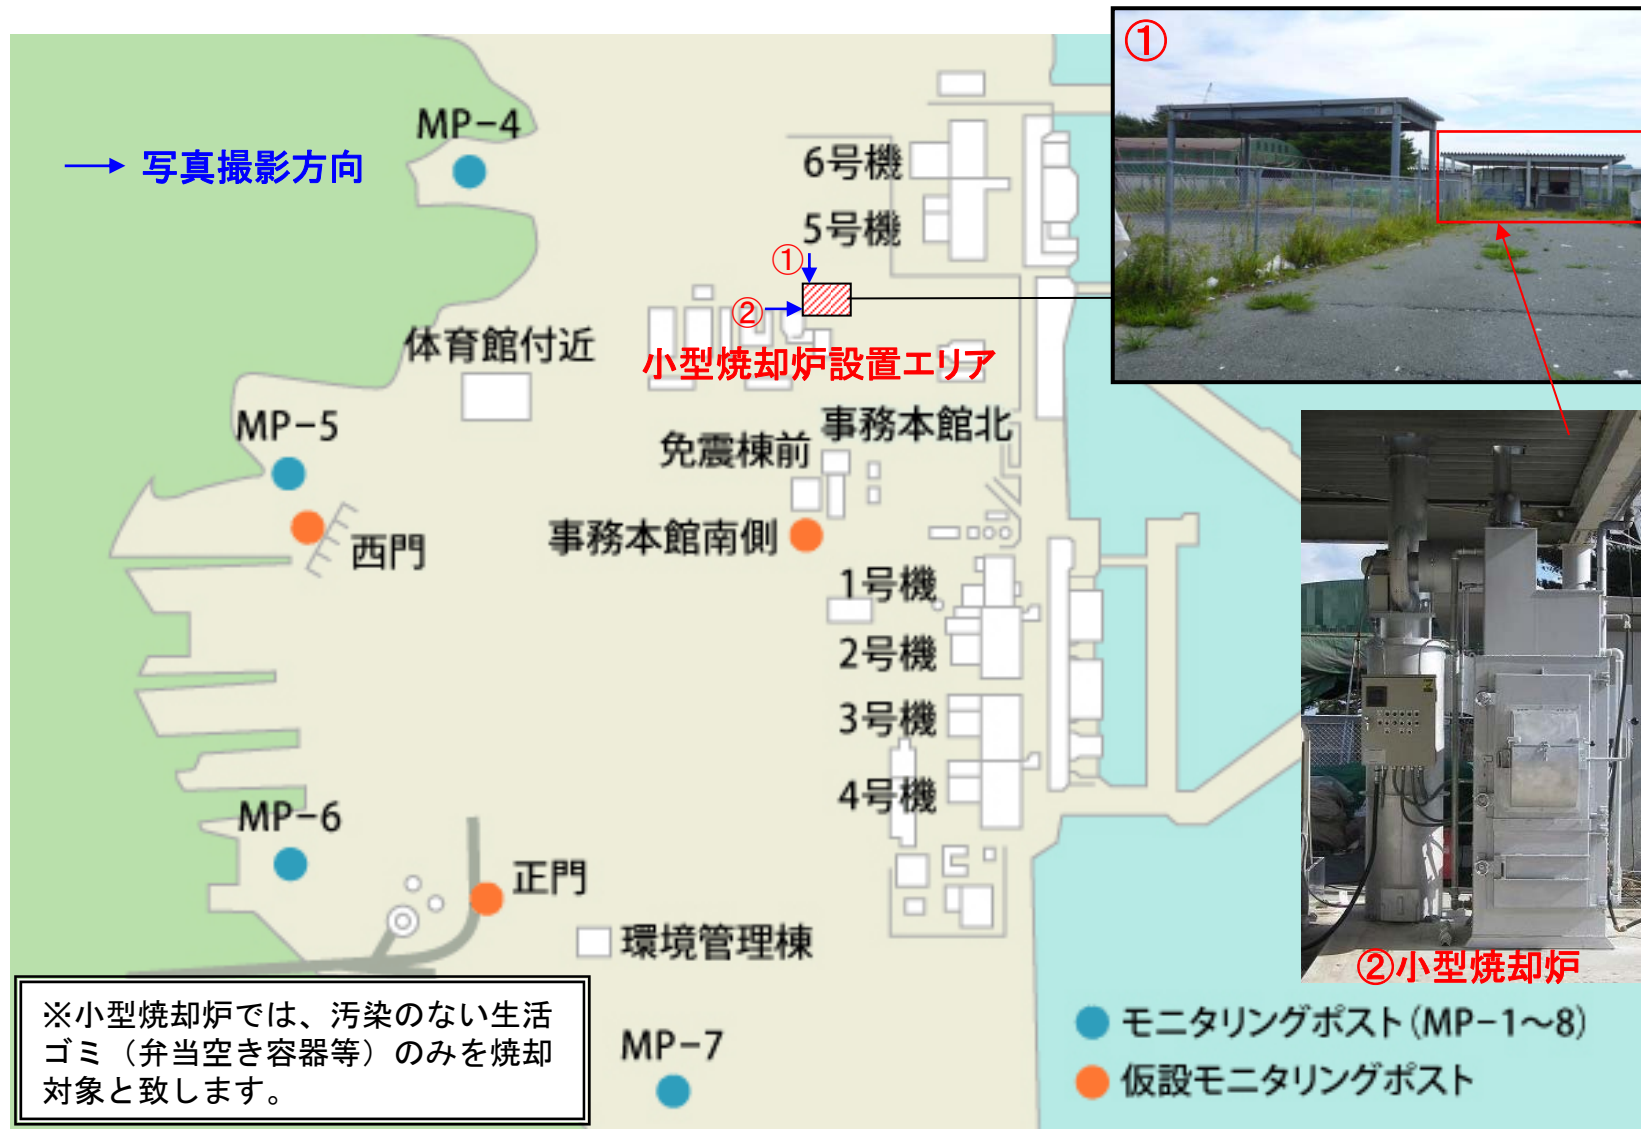 ①
MP-4
→ 写真撮影方向
6号機
5号機
①
②
体育館付近
小型焼却炉設置エリア
MP-5
事務本館北
免震棟前
西門
事務本館南側
1号機
2号機
3号機
4号機
MP-6
正門
環境管理棟
②小型焼却炉
※小型焼却炉では、汚染のない生活
ゴミ（弁当空き容器等）のみを焼却
対象と致します。
MP-7
モニタリングポスト(MP-1～8)
仮設モニタリングポスト